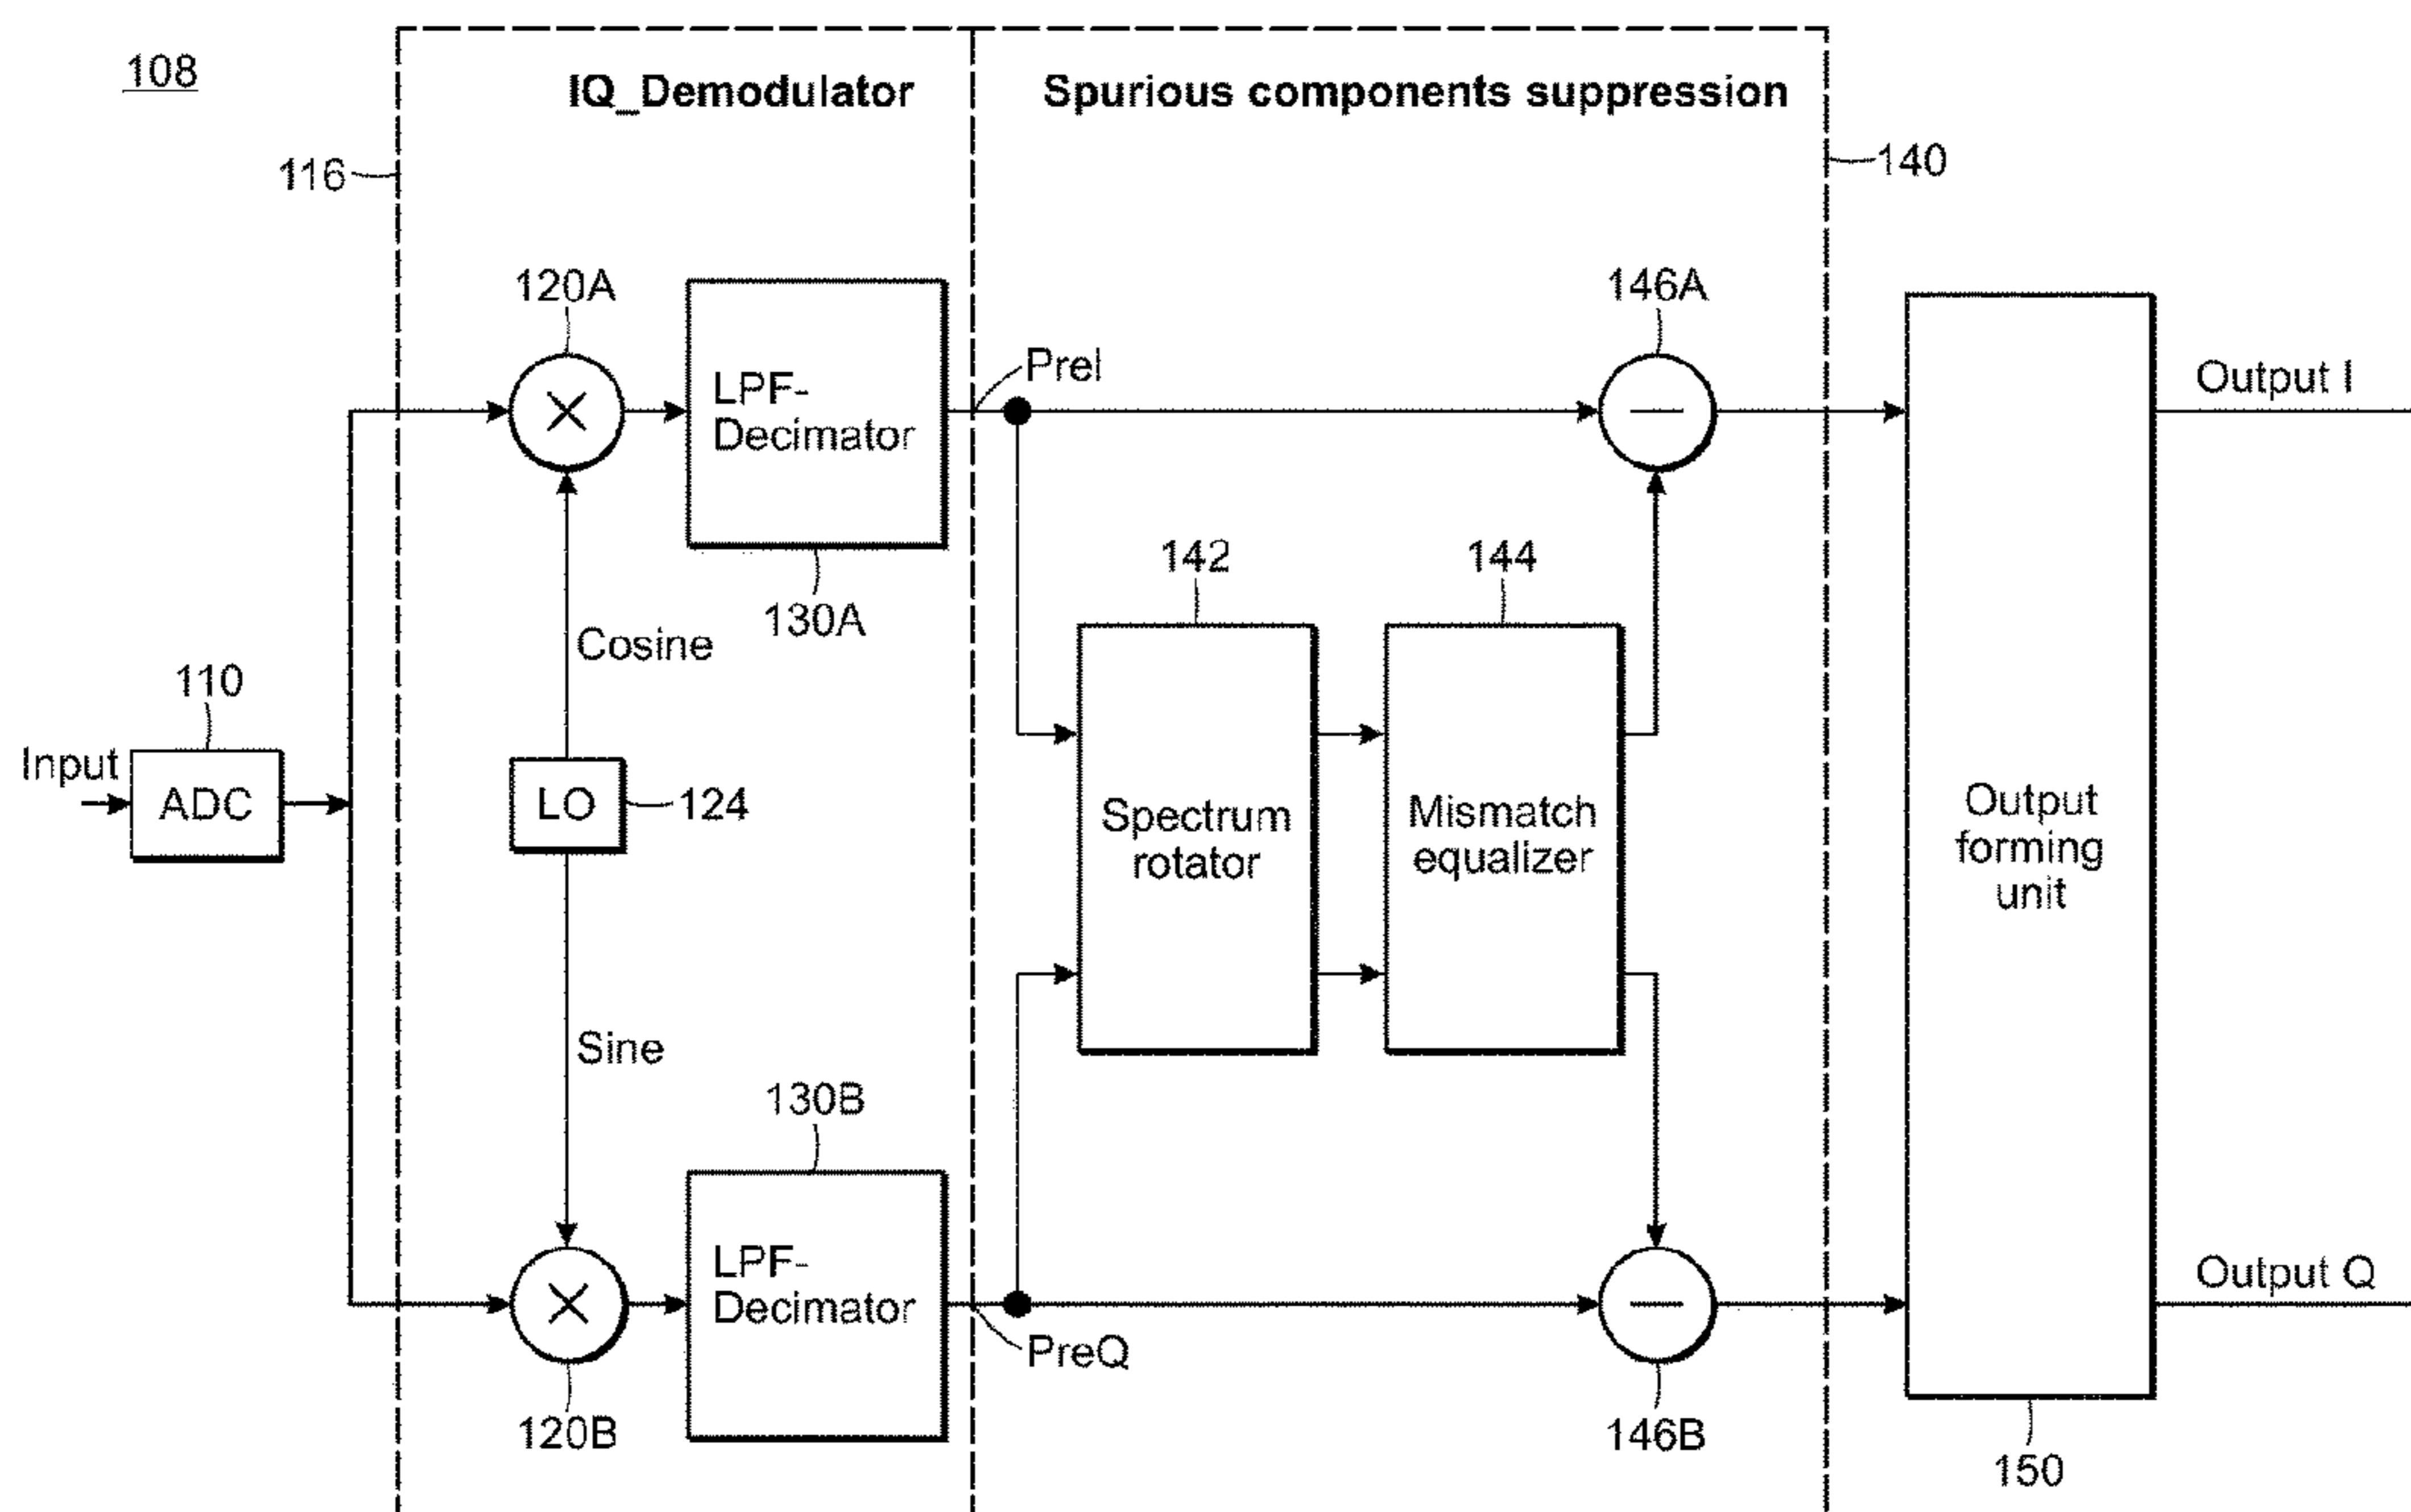 108
IQ_Demodulator
Spurious components suppression
116
140
120A
146A
LPF-
Decimator
PreI
Output I
130A
142
144
Cosine
110
Input
ADC
LO
124
Spectrum
rotator
Mismatch
equalizer
Output
forming
unit
Sine
130B
LPF-
Decimator
PreQ
Output Q
120B
146B
150